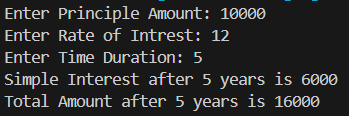 Enter Principle Amount: 10000
Enter Rate of Intrest: 12
Enter Time Duration: 5
Simple Interest after 5 years is 6000
Total Amount after 5 years is 16000